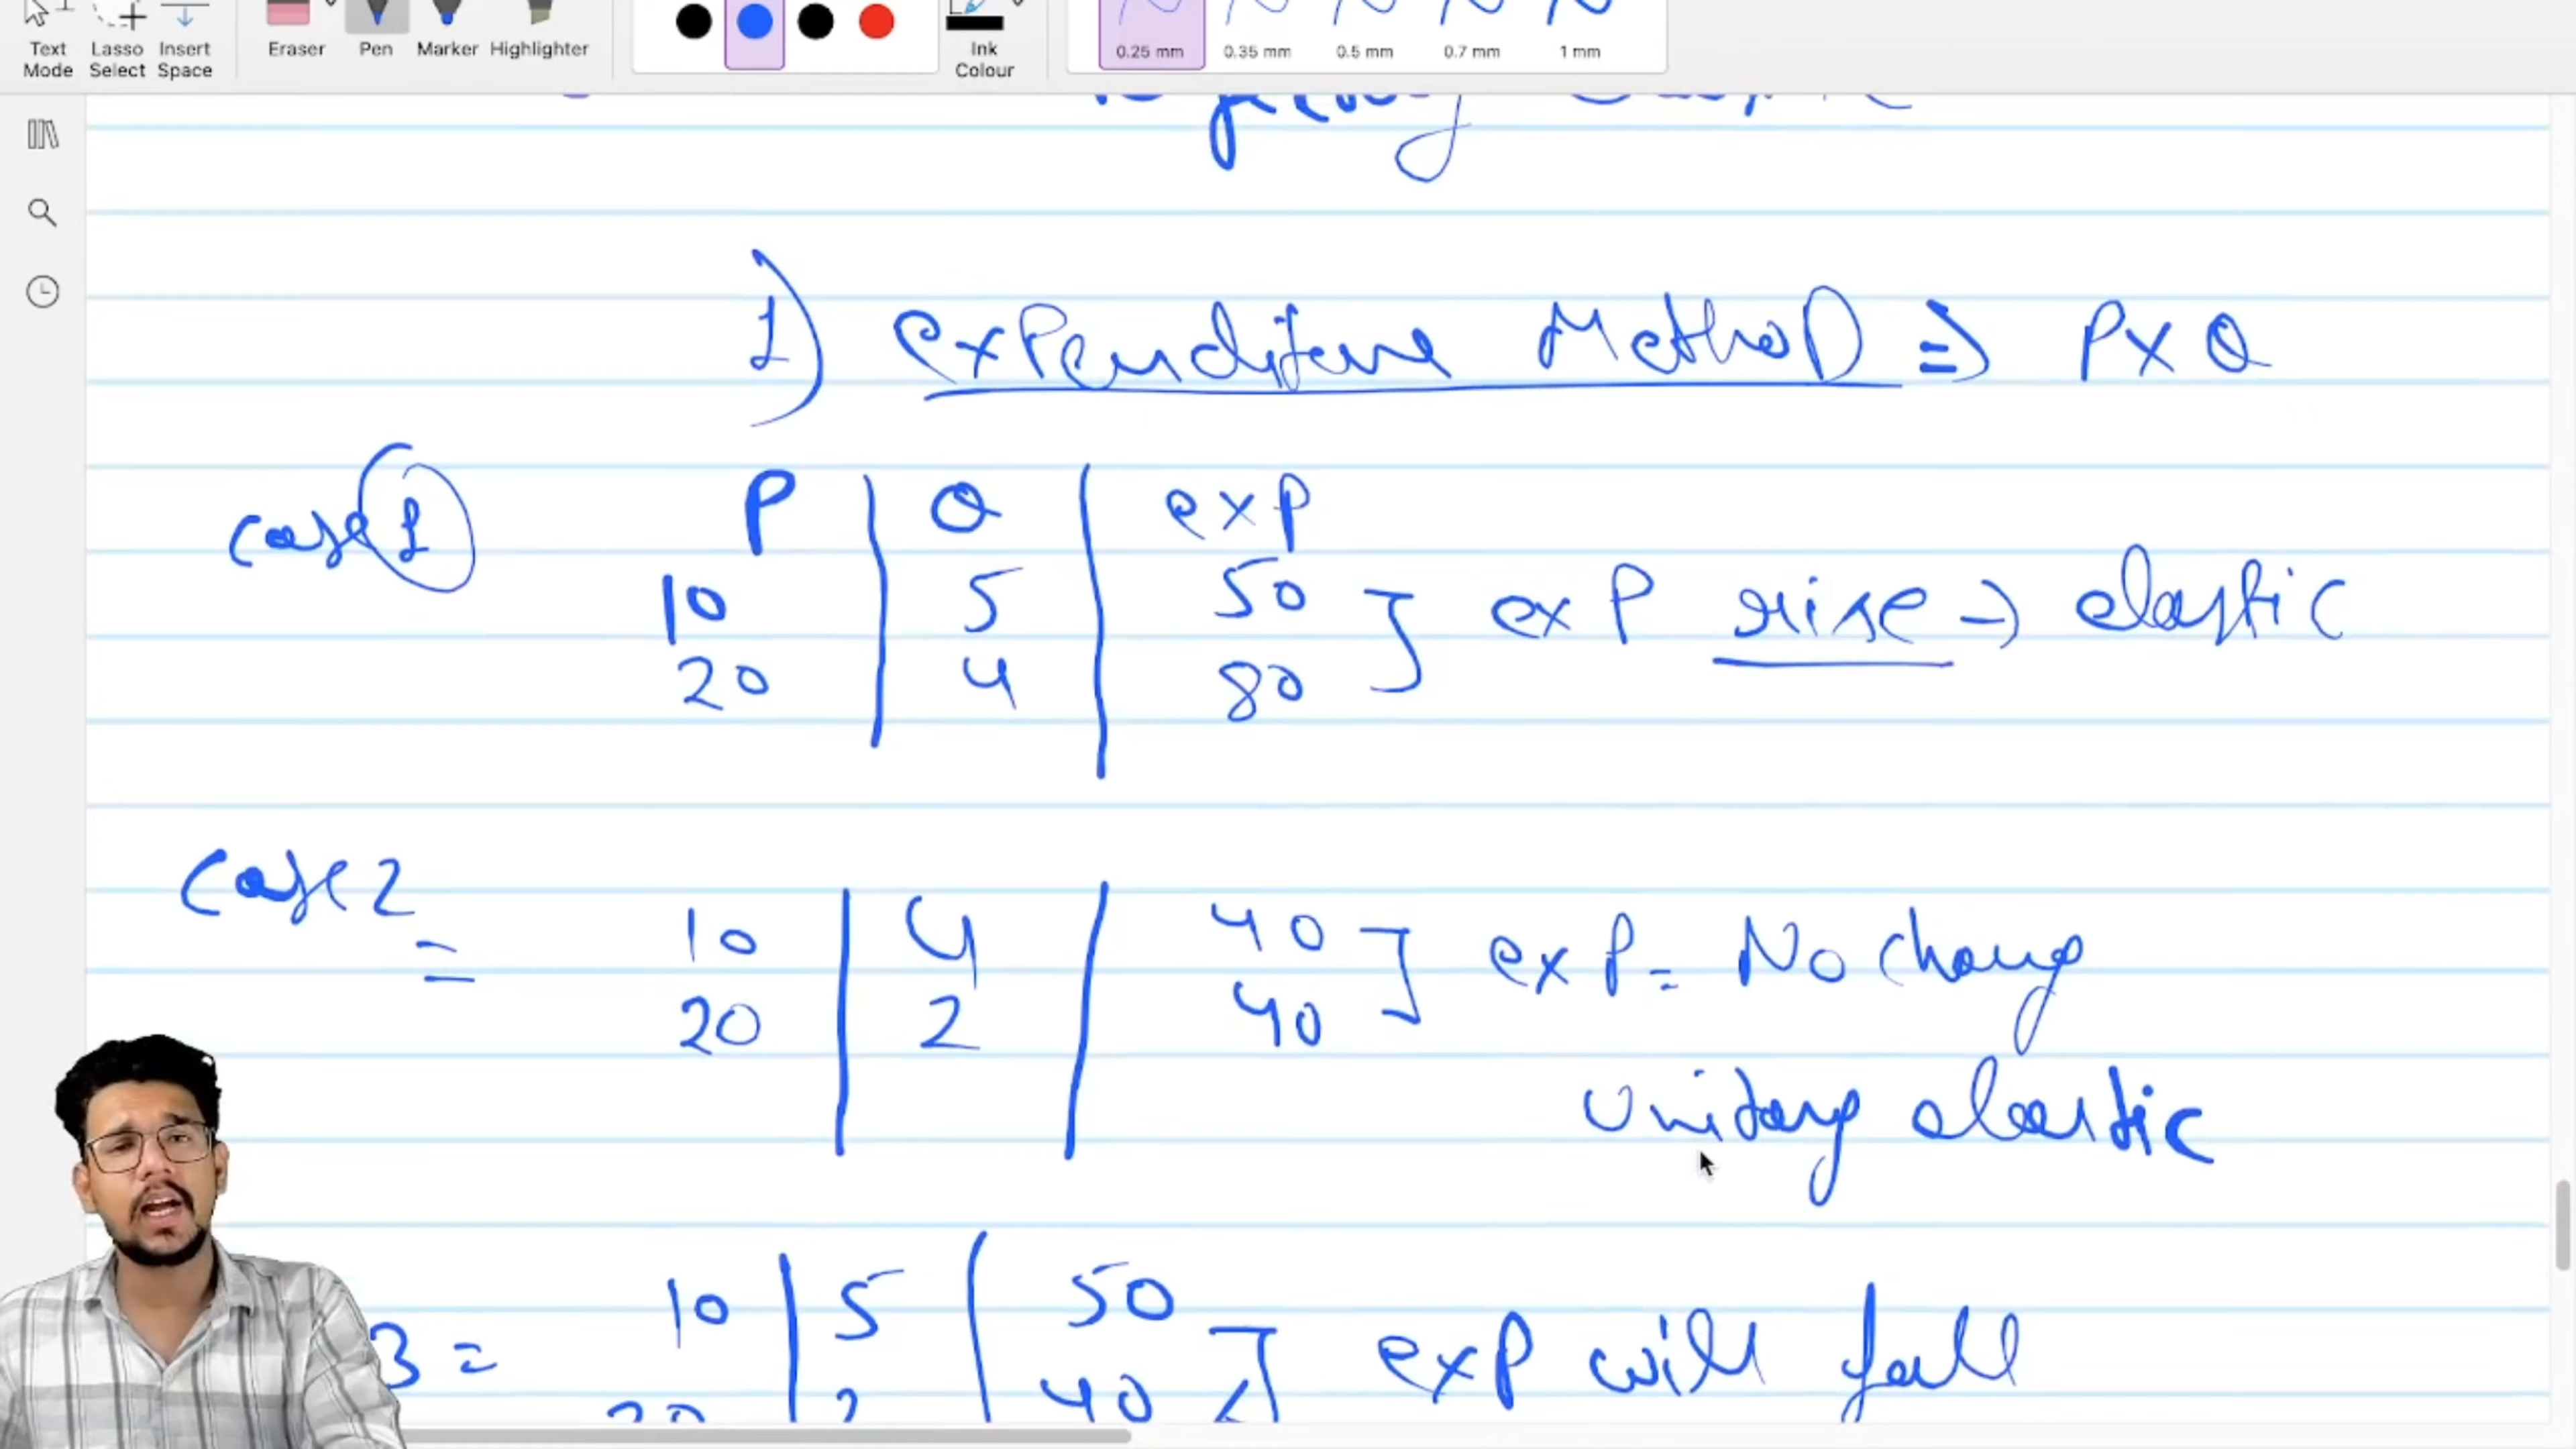 Text Mode
Lasso Select
Insert Space
Eraser
Pen
Marker
Highlighter
Ink Colour
0.25 mm
0.35 mm
0.5 mm
0.7 mm
1 mm
1) exPenditure MethoD ⇒ P X Q
case 1
P | Q | exp
10 | 5 | 50 ] exP rise → elastic
20 | 4 | 80
case 2 =
10 | 4 | 40 ] exP = No change
20 | 2 | 40
Unitary elastic
3 =
10 | 5 | 50 ] exp will fall
20 | 2 | 40